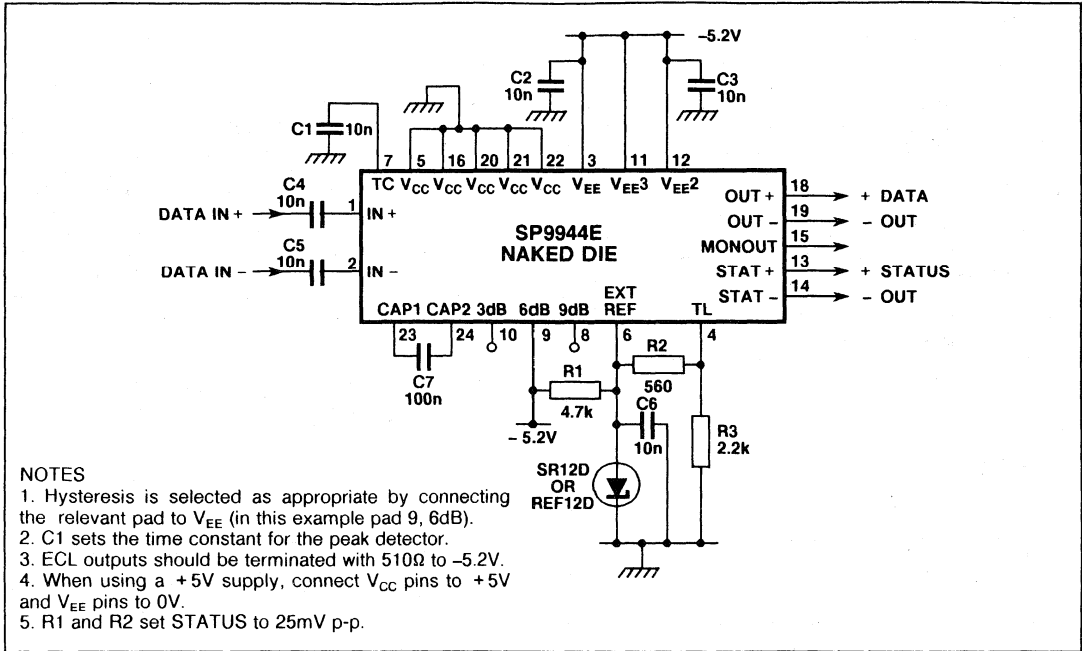 –5.2V
C2
10n
C3
10n
C1
10n
7 5 16 20 21 22 3 11 12
TC VCC VCC VCC VCC VCC VEE VEE3 VEE2
C4
10n
DATA IN +
1
IN +
C5
10n
DATA IN –
2
IN –
SP9944E
NAKED DIE
OUT +
18
+ DATA
OUT –
19
– OUT
MONOUT
15
STAT +
13
+ STATUS
STAT –
14
– OUT
CAP1 CAP2 3dB 6dB 9dB EXT REF TL
23 24 10 9 8 6 4
C7
100n
R1
4.7k
R2
560
C6
10n
R3
2.2k
– 5.2V
SR12D
OR
REF12D
NOTES
1. Hysteresis is selected as appropriate by connecting
the relevant pad to VEE (in this example pad 9, 6dB).
2. C1 sets the time constant for the peak detector.
3. ECL outputs should be terminated with 510Ω to –5.2V.
4. When using a +5V supply, connect VCC pins to +5V
and VEE pins to 0V.
5. R1 and R2 set STATUS to 25mV p-p.